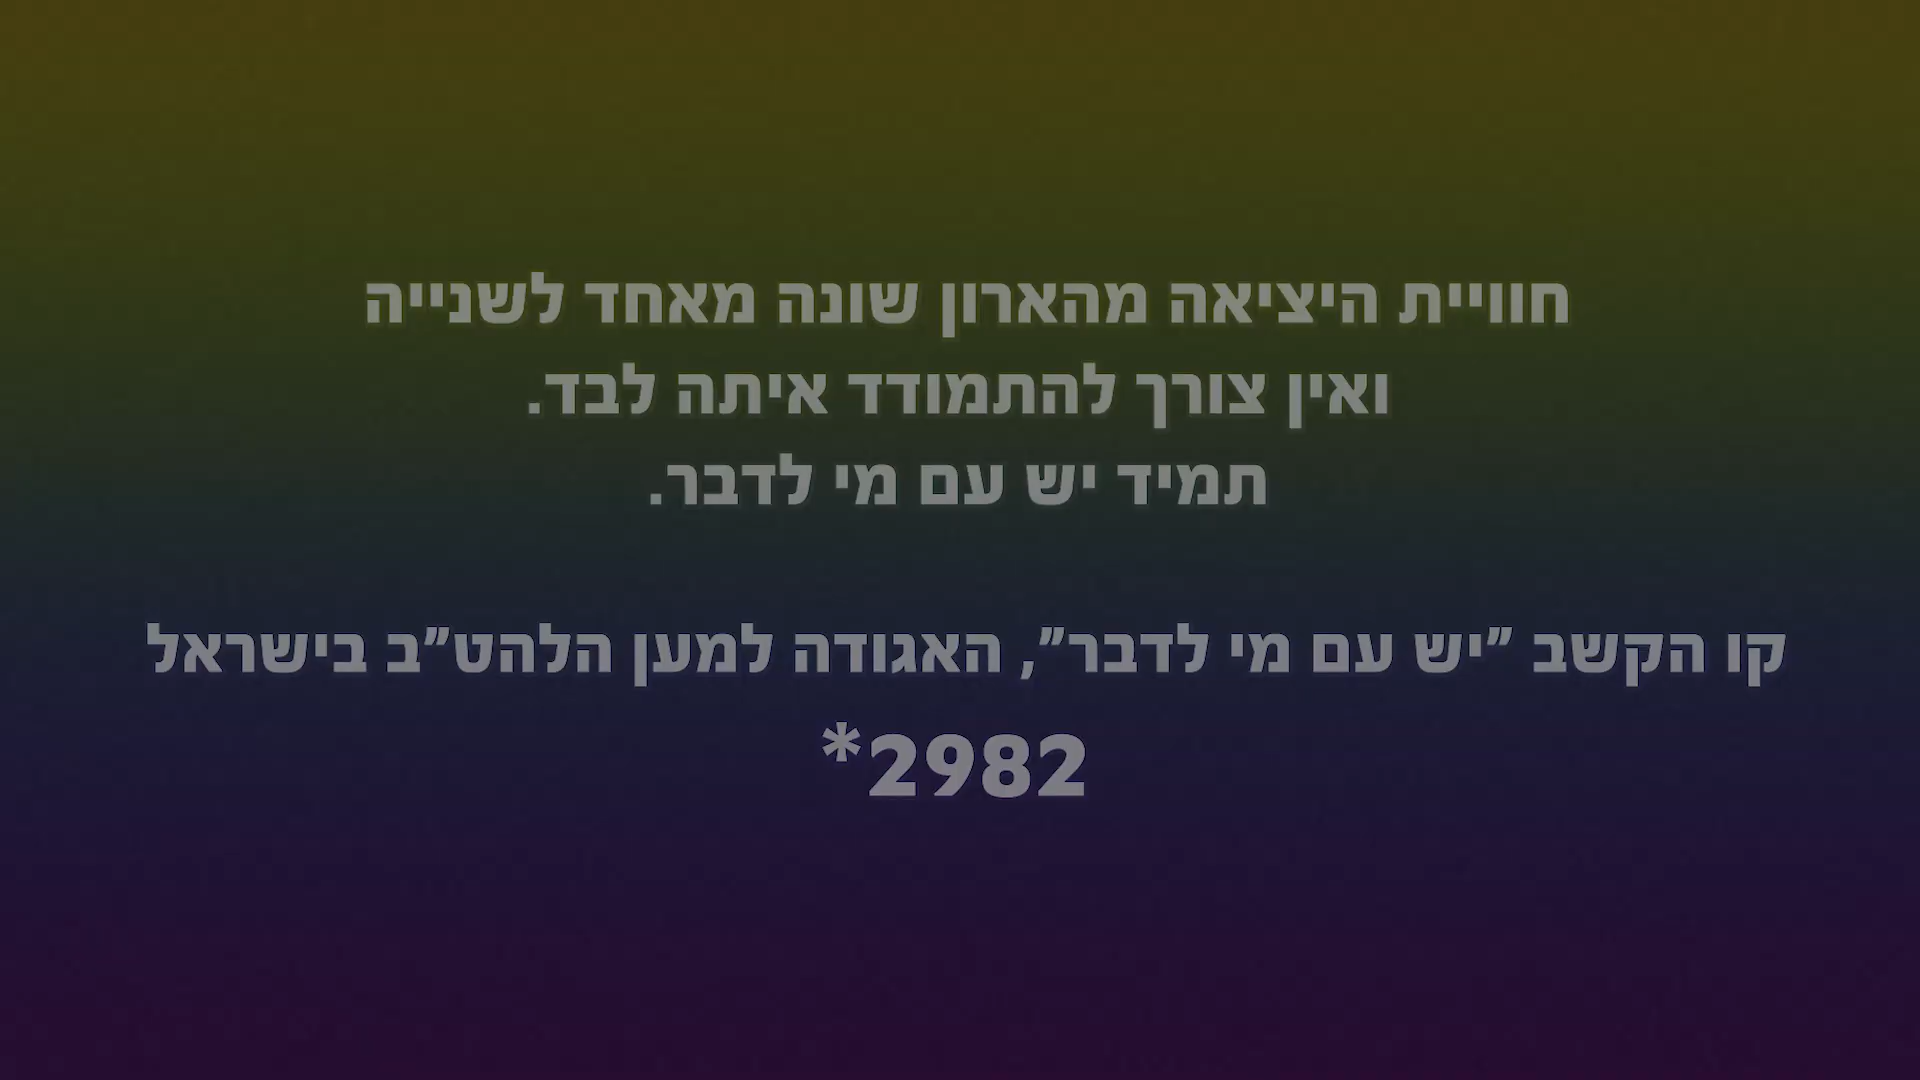 חוויית היציאה מהארון שונה מאחד לשנייה
ואין צורך להתמודד איתה לבד.
תמיד יש עם מי לדבר.
קו הקשב "יש עם מי לדבר", האגודה למען הלהט"ב בישראל
*2982